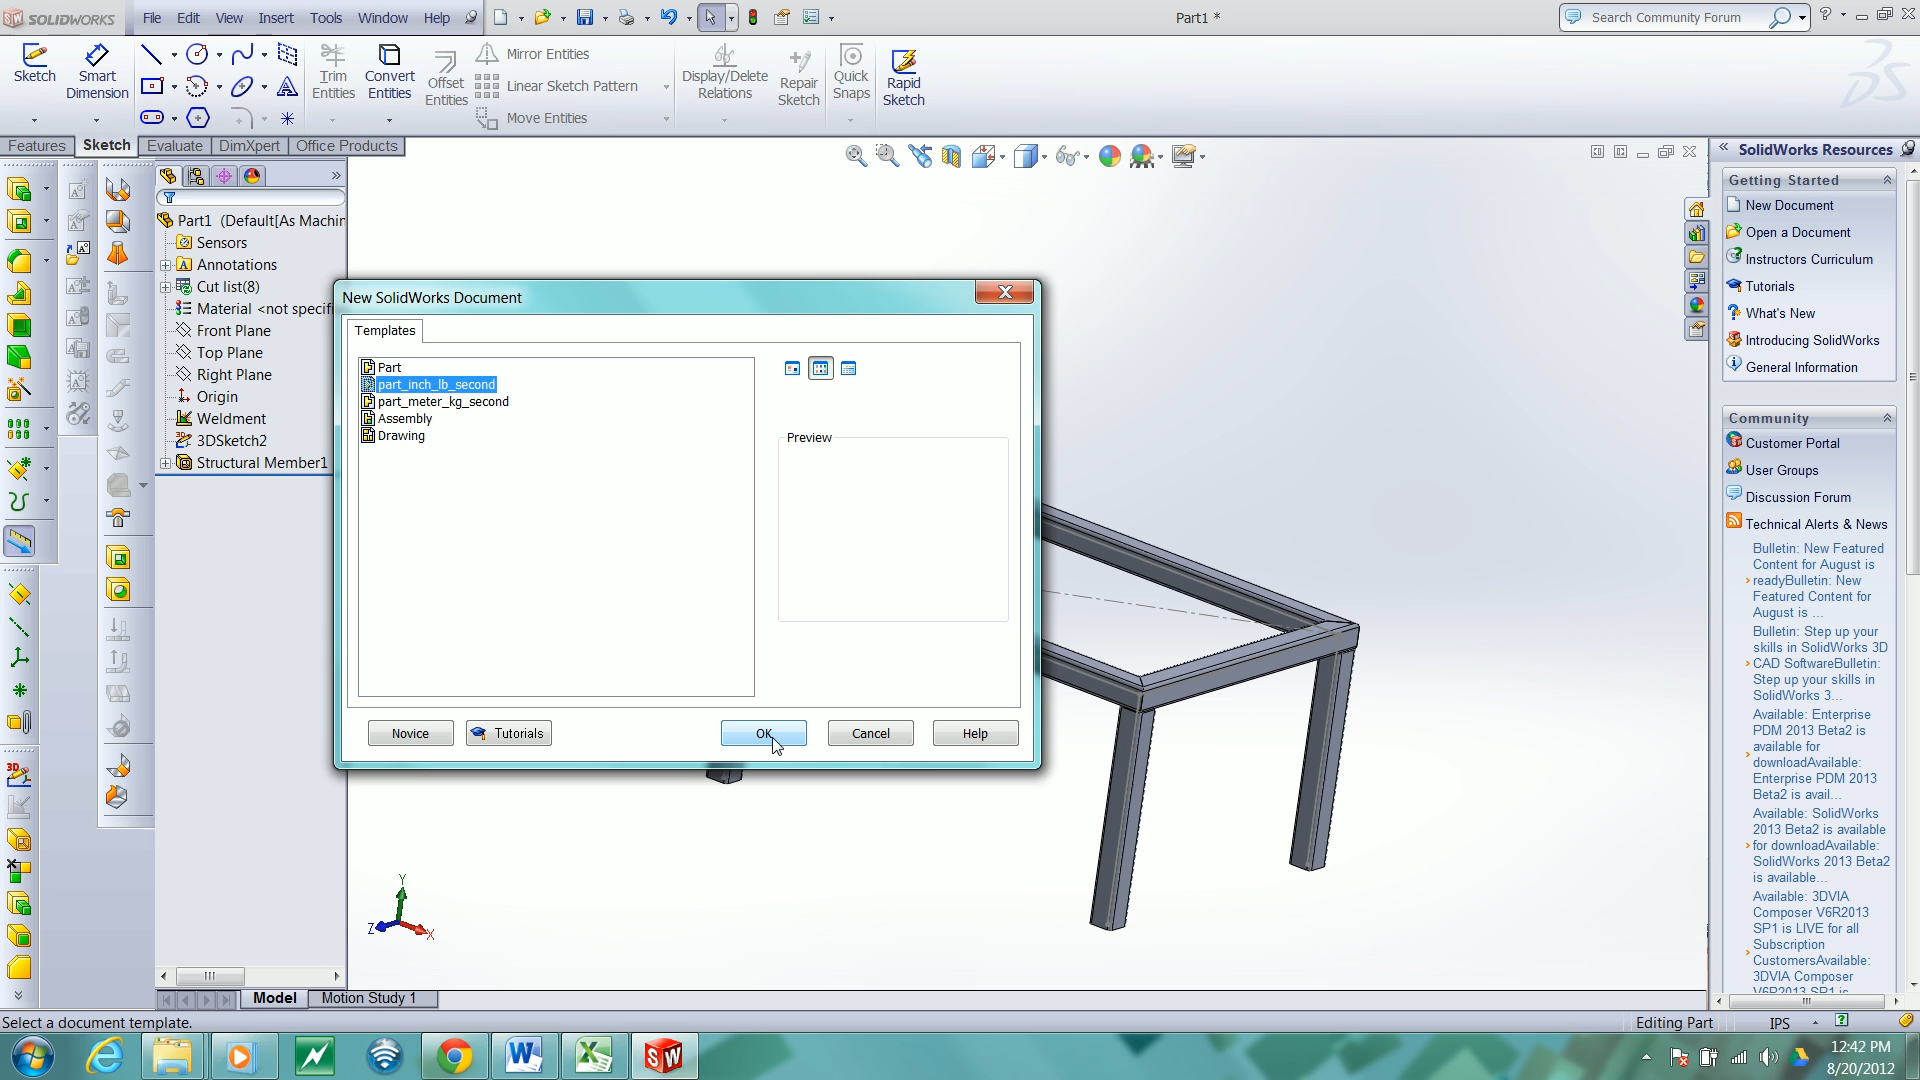 SOLIDWORKS File Edit View Insert Tools Window Help
Part1 *
Search Community Forum
Sketch
Smart
Dimension
Trim
Entities
Convert
Entities
Offset
Entities
Mirror Entities
Linear Sketch Pattern
Move Entities
Display/Delete
Relations
Repair
Sketch
Quick
Snaps
Rapid
Sketch
Features Sketch Evaluate DimXpert Office Products
Part1 (Default[As Machin
Sensors
Annotations
Cut list(8)
Material <not specifi
Front Plane
Top Plane
Right Plane
Origin
Weldment
3DSketch2
Structural Member1
New SolidWorks Document
Templates
Part
part_inch_lb_second
part_meter_kg_second
Assembly
Drawing
Preview
Novice Tutorials OK Cancel Help
Y
Z
X
SolidWorks Resources
Getting Started
New Document
Open a Document
Instructors Curriculum
Tutorials
What's New
Introducing SolidWorks
General Information
Community
Customer Portal
User Groups
Discussion Forum
Technical Alerts & News
Bulletin: New Featured
Content for August is
readyBulletin: New
Featured Content for
August is ...
Bulletin: Step up your
skills in SolidWorks 3D
CAD SoftwareBulletin:
Step up your skills in
SolidWorks 3...
Available: Enterprise
PDM 2013 Beta2 is
available for
downloadAvailable:
Enterprise PDM 2013
Beta2 is avail...
Available: SolidWorks
2013 Beta2 is available
for downloadAvailable:
SolidWorks 2013 Beta2
is available...
Available: 3DVIA
Composer V6R2013
SP1 is LIVE for all
Subscription
CustomersAvailable:
3DVIA Composer
V6R2013 SP1 is
Model Motion Study 1
Select a document template.
Editing Part IPS
12:42 PM
8/20/2012